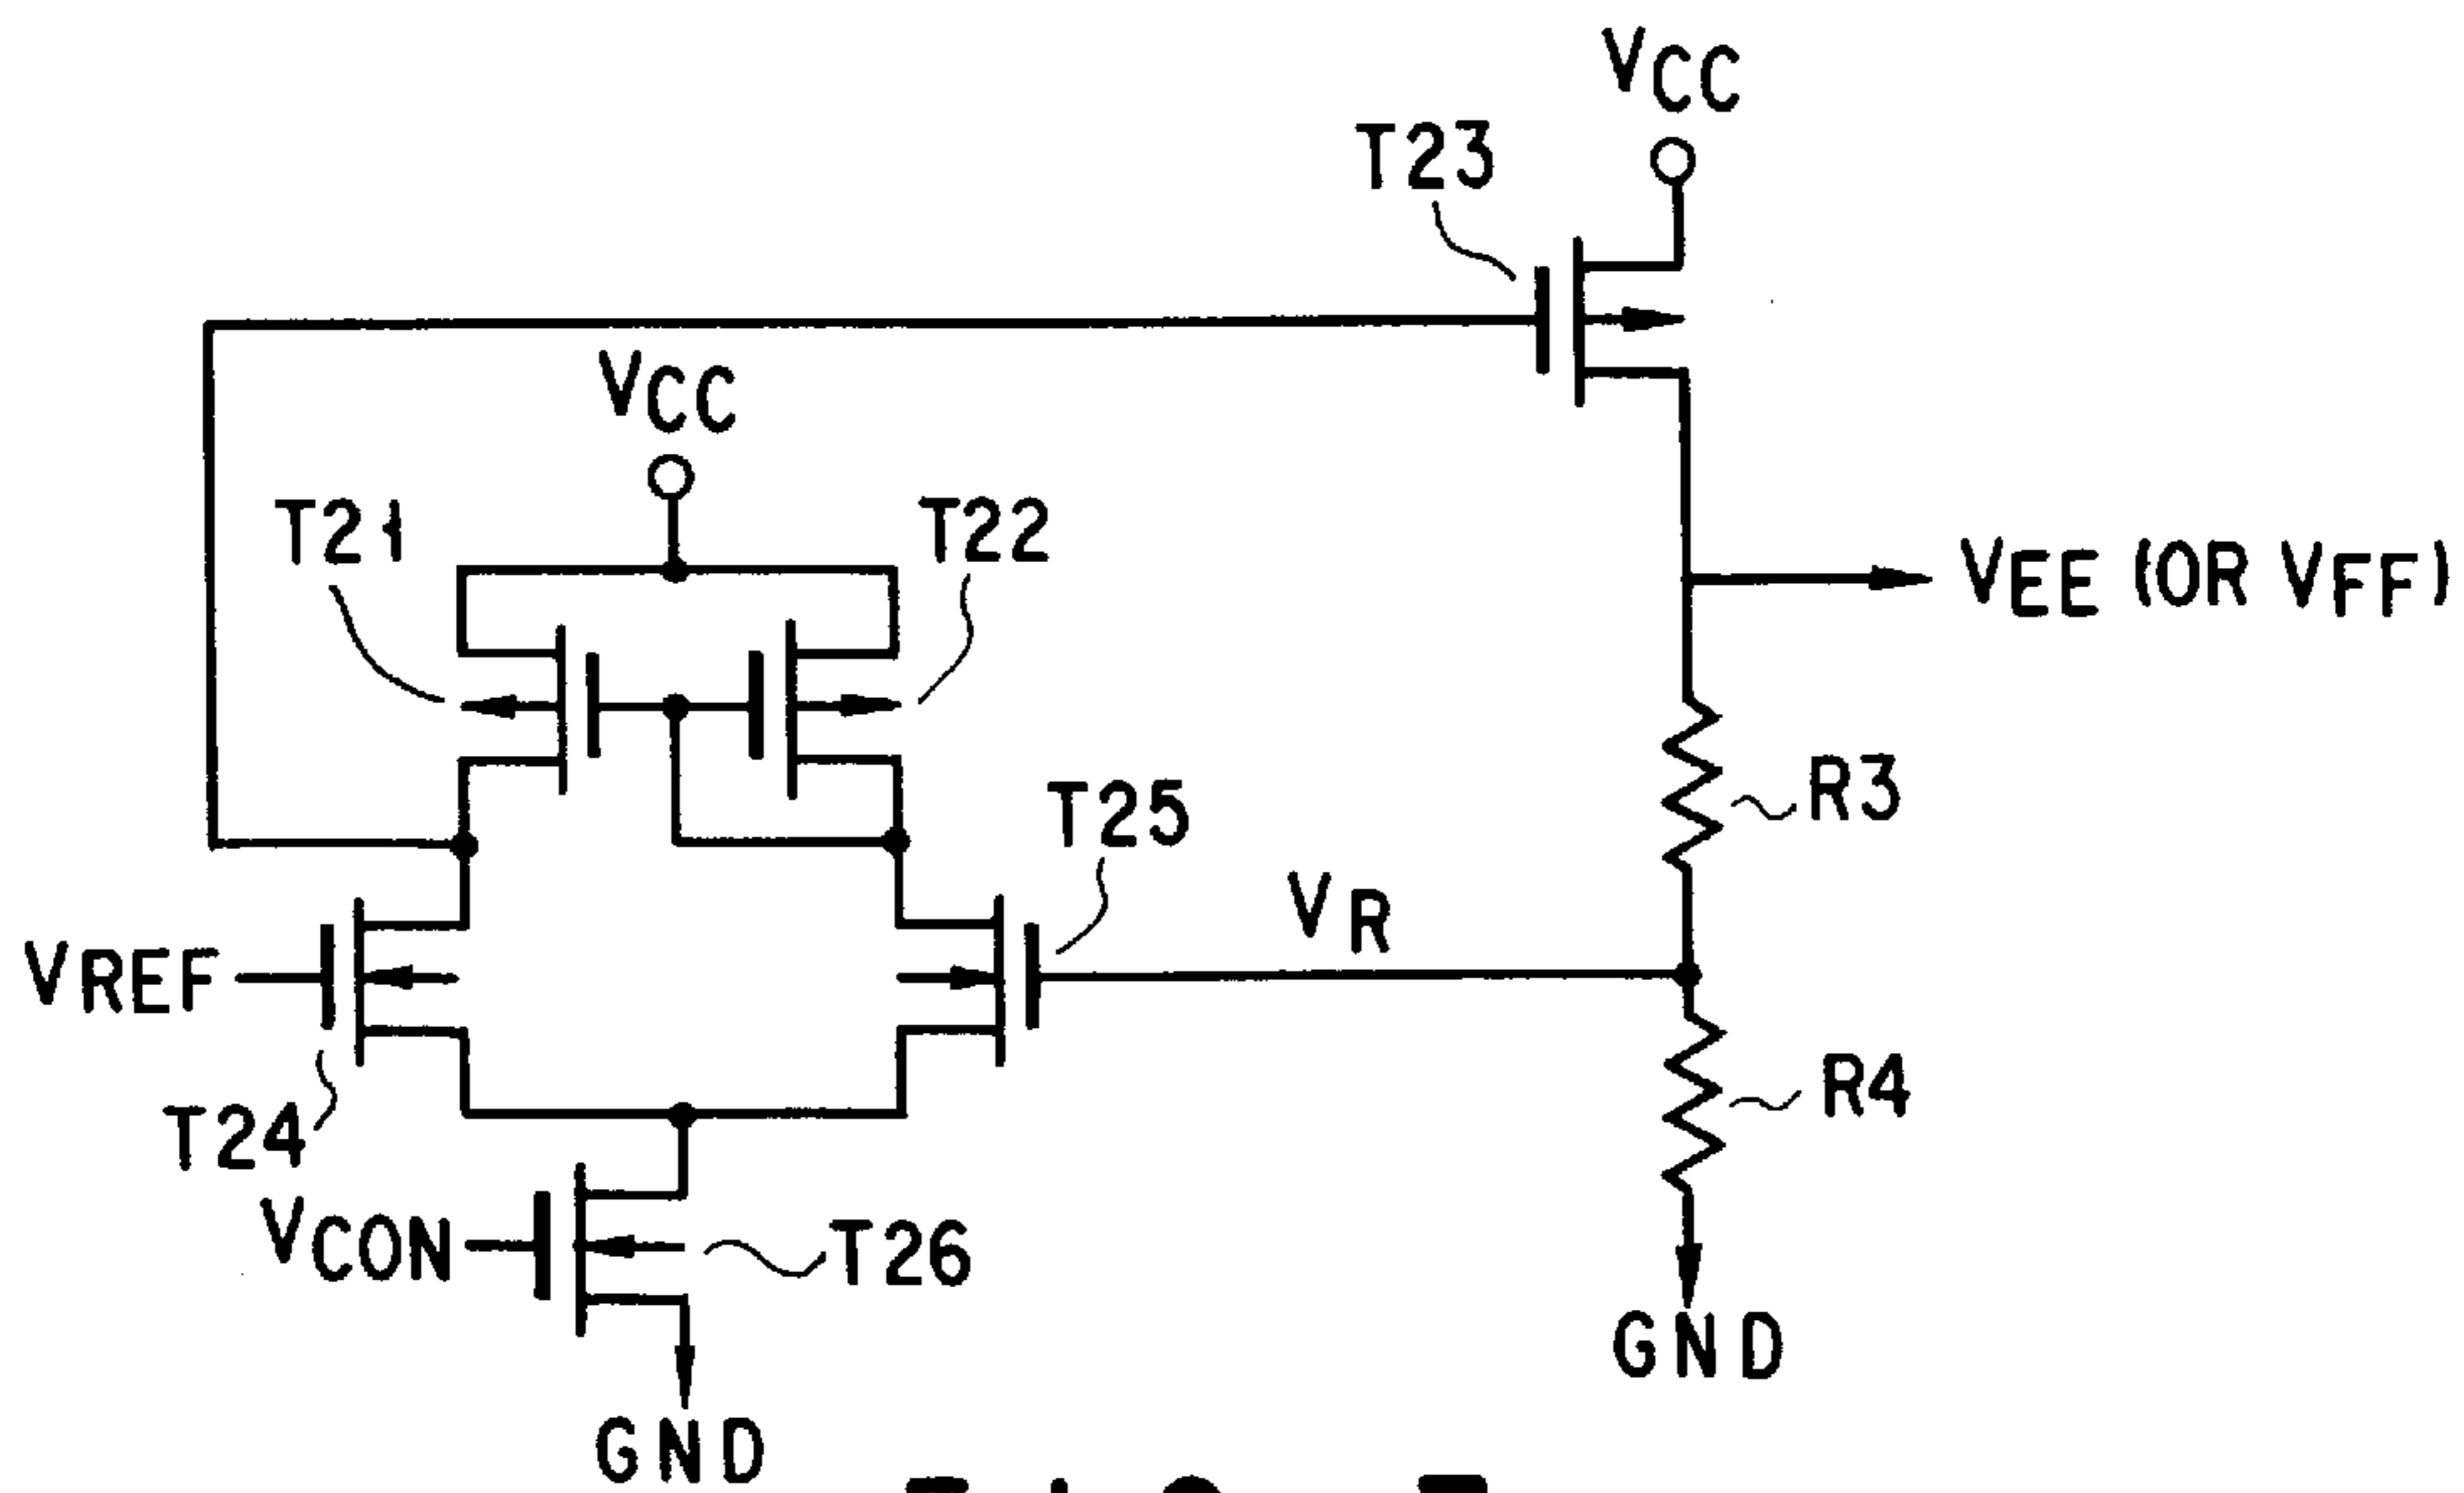 VCC
T23
VCC
T21
T22
VEE (OR VFF)
R3
T25
VR
VREF
R4
T24
VCON
T26
GND
GND